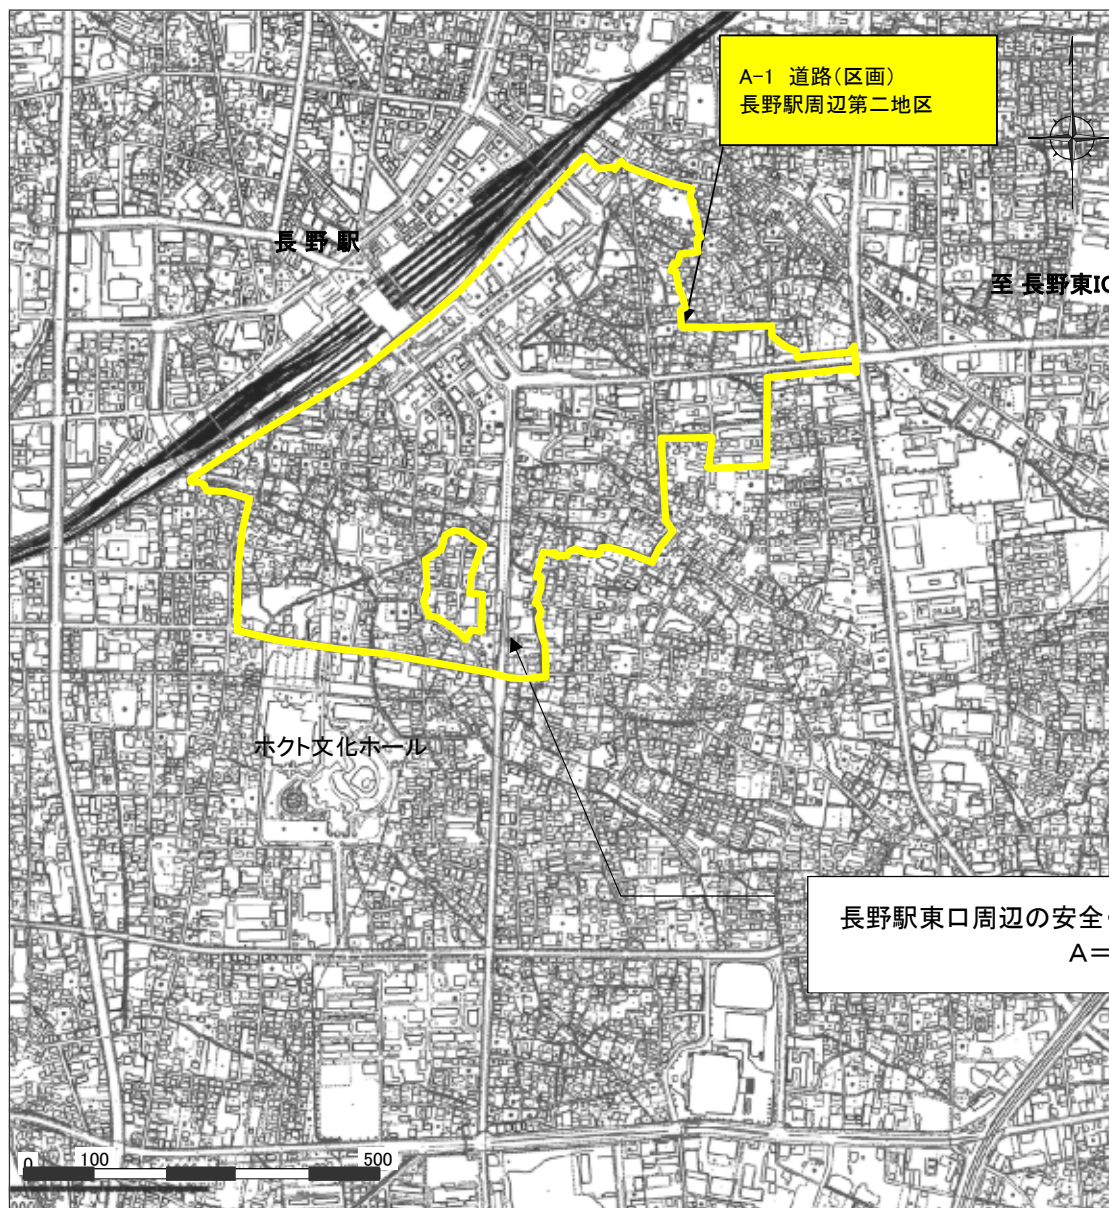 A-1 道路(区画)
長野駅周辺第二地区
長 野 駅
至 長野東IC
ホクト文化ホール
長野駅東口周辺の安全・
A=
0 100 500